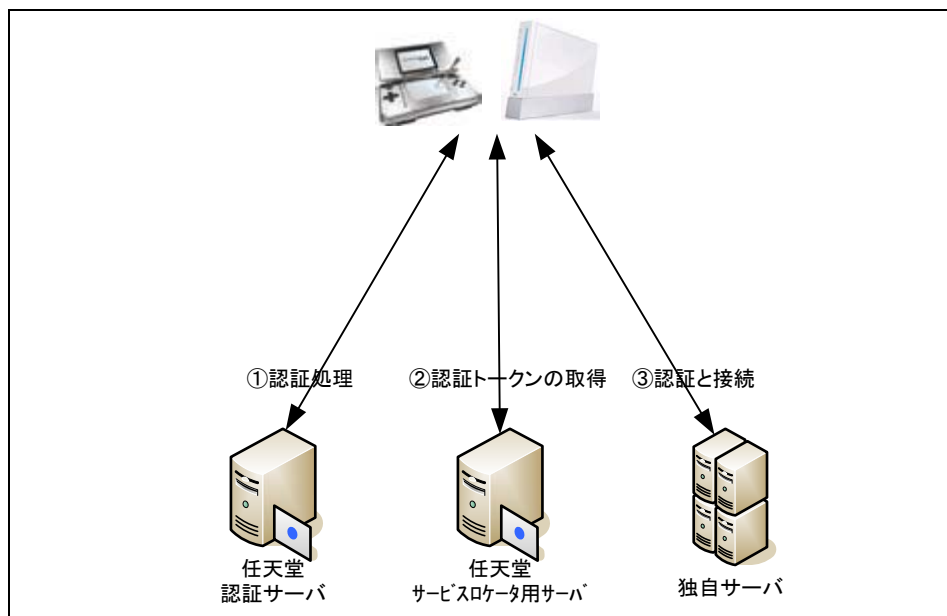 ①認証処理
②認証トークンの取得
③認証と接続
任天堂
認証サーバ
任天堂
ｻｰﾋﾞｽﾛｹｰﾀ用ｻｰﾊﾞ
独自サーバ